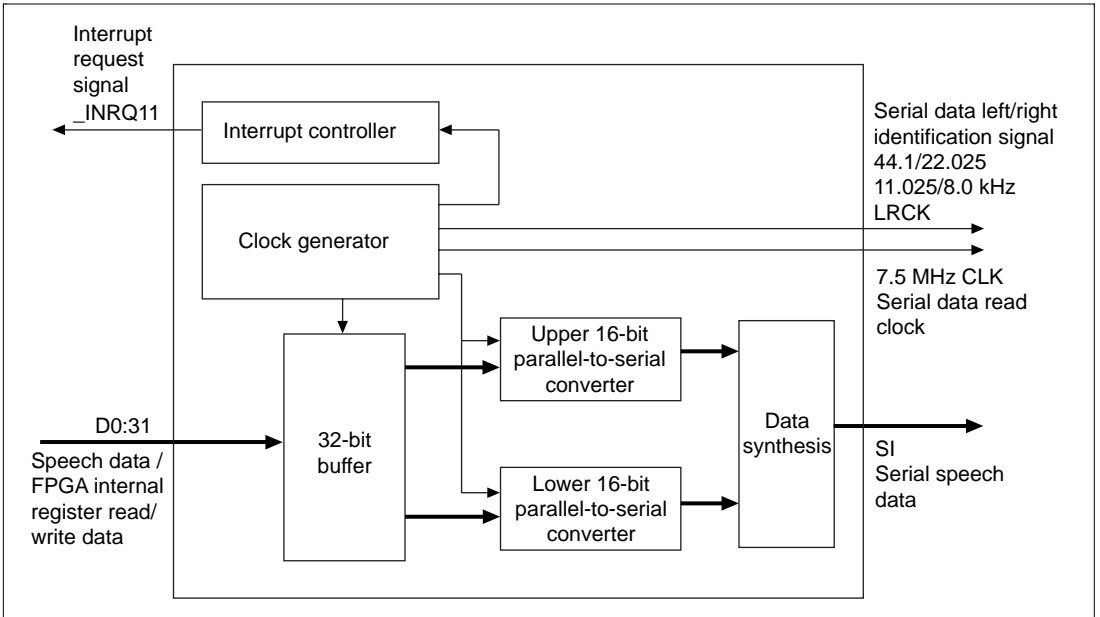 Interrupt
request
signal
_INRQ11
Interrupt controller
Serial data left/right
identification signal
44.1/22.025
11.025/8.0 kHz
LRCK
Clock generator
7.5 MHz CLK
Serial data read
clock
Upper 16-bit
parallel-to-serial
converter
D0:31
Speech data /
FPGA internal
register read/
write data
32-bit
buffer
Data
synthesis
SI
Serial speech
data
Lower 16-bit
parallel-to-serial
converter